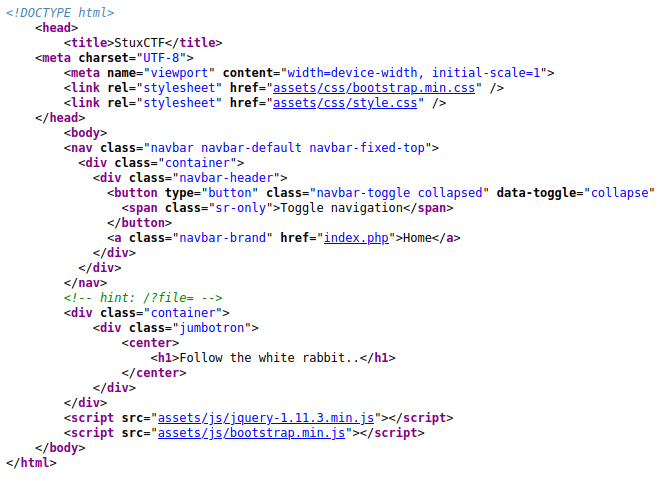 <!DOCTYPE html>
<head>
<title>StuxCTF</title>
<meta charset="UTF-8">
<meta name="viewport" content="width=device-width, initial-scale=1">
<link rel="stylesheet" href="assets/css/bootstrap.min.css" />
<link rel="stylesheet" href="assets/css/style.css" />
</head>
<body>
<nav class="navbar navbar-default navbar-fixed-top">
<div class="container">
<div class="navbar-header">
<button type="button" class="navbar-toggle collapsed" data-toggle="collapse"
<span class="sr-only">Toggle navigation</span>
</button>
<a class="navbar-brand" href="index.php">Home</a>
</div>
</div>
</nav>
<!-- hint: /?file= -->
<div class="container">
<div class="jumbotron">
<center>
<h1>Follow the white rabbit..</h1>
</center>
</div>
</div>
<script src="assets/js/jquery-1.11.3.min.js"></script>
<script src="assets/js/bootstrap.min.js"></script>
</body>
</html>